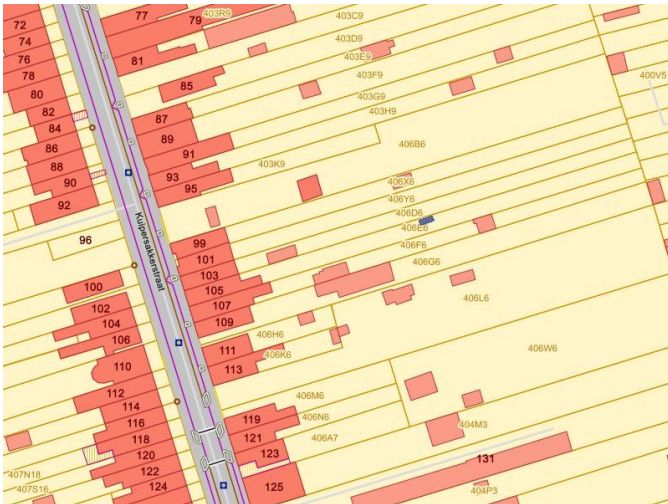 77
79
403R9
403C9
72
74
403D9
76
403E9
78
81
403F9
400V5
80
85
403G9
403H9
82
84
87
89
406B6
86
91
88
403K9
90
93
406X6
92
95
406Y6
406D6
Kuipersakkerstraat
96
99
406E6
406F6
101
406G6
103
100
105
406L6
102
107
104
109
106
406H6
111
406K6
406W6
110
113
112
406M6
114
119
406N6
116
404M3
118
121
406A7
120
123
131
122
407N18
124
125
404P3
407S16